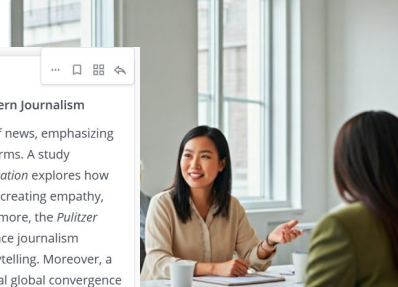 ern Journalism
f news, emphasizing
rms. A study
ation explores how
creating empathy,
more, the Pulitzer
ce journalism
ytelling. Moreover, a
al global convergence